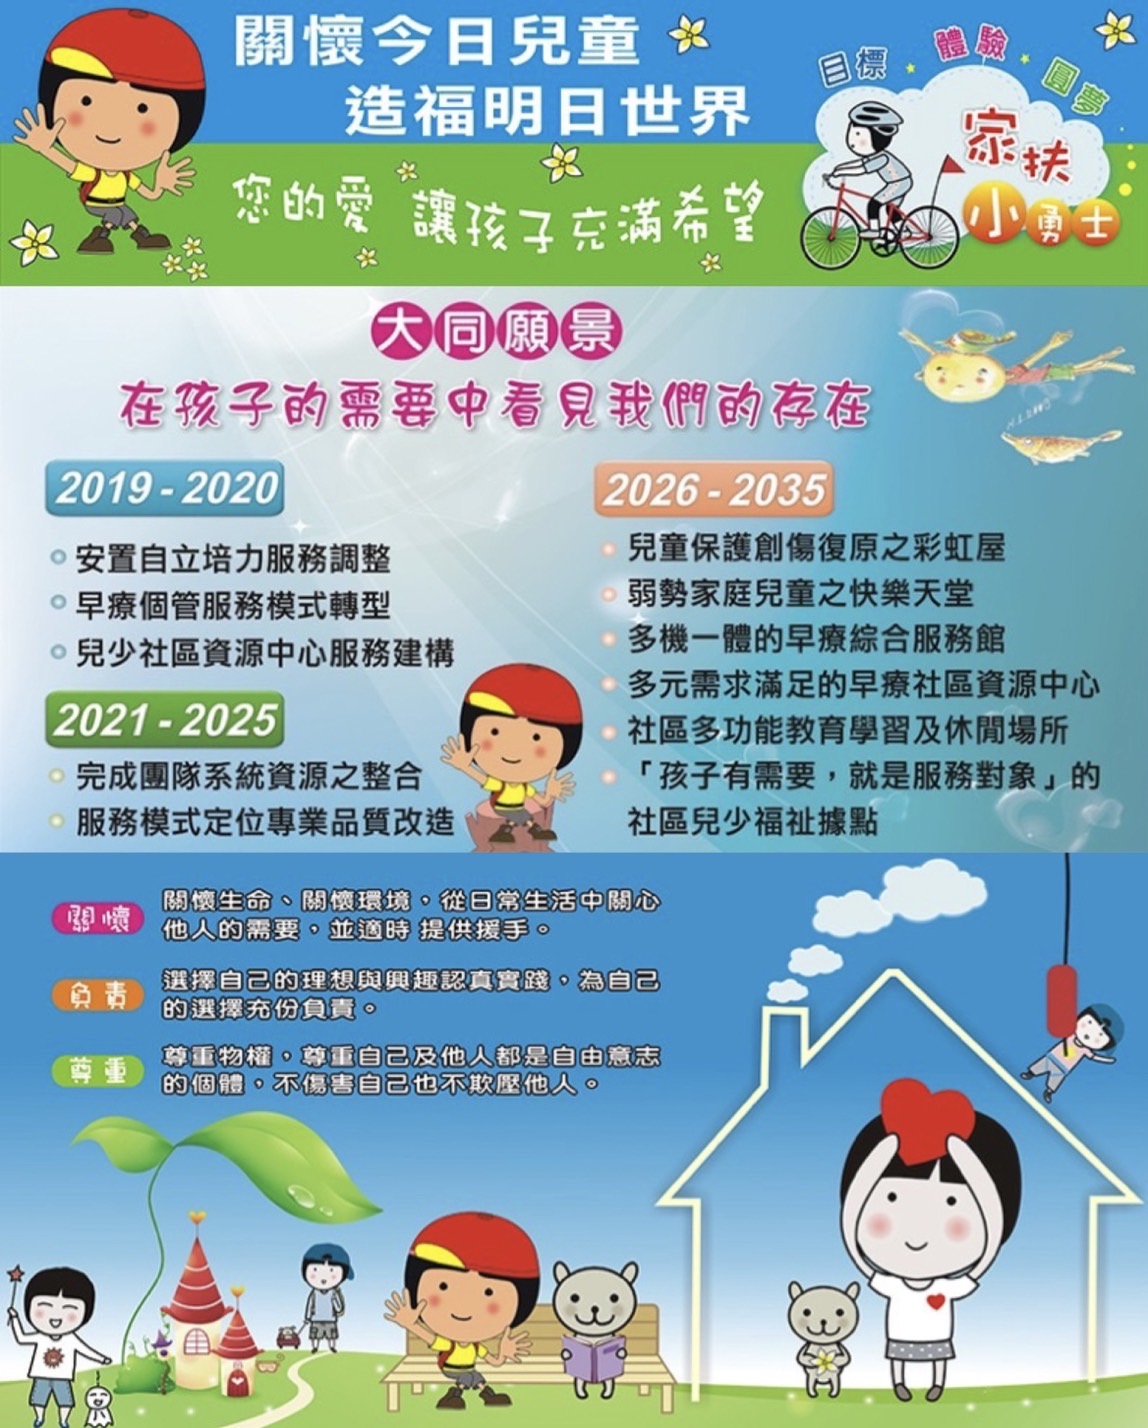 關懷今日兒童
造福明日世界
您的愛 讓孩子充滿希望
目標・體驗・圓夢
家扶
小勇士
大同願景
在孩子的需要中看見我們的存在
2019 - 2020
安置自立培力服務調整
早療個管服務模式轉型
兒少社區資源中心服務建構
2021 - 2025
完成團隊系統資源之整合
服務模式定位專業品質改造
2026 - 2035
兒童保護創傷復原之彩虹屋
弱勢家庭兒童之快樂天堂
多機一體的早療綜合服務館
多元需求滿足的早療社區資源中心
社區多功能教育學習及休閒場所
「孩子有需要，就是服務對象」的
社區兒少福祉據點
關懷
關懷生命、關懷環境，從日常生活中關心
他人的需要，並適時 提供援手。
負責
選擇自己的理想與興趣認真實踐，為自己
的選擇充份負責。
尊重
尊重物權，尊重自己及他人都是自由意志
的個體，不傷害自己也不欺壓他人。